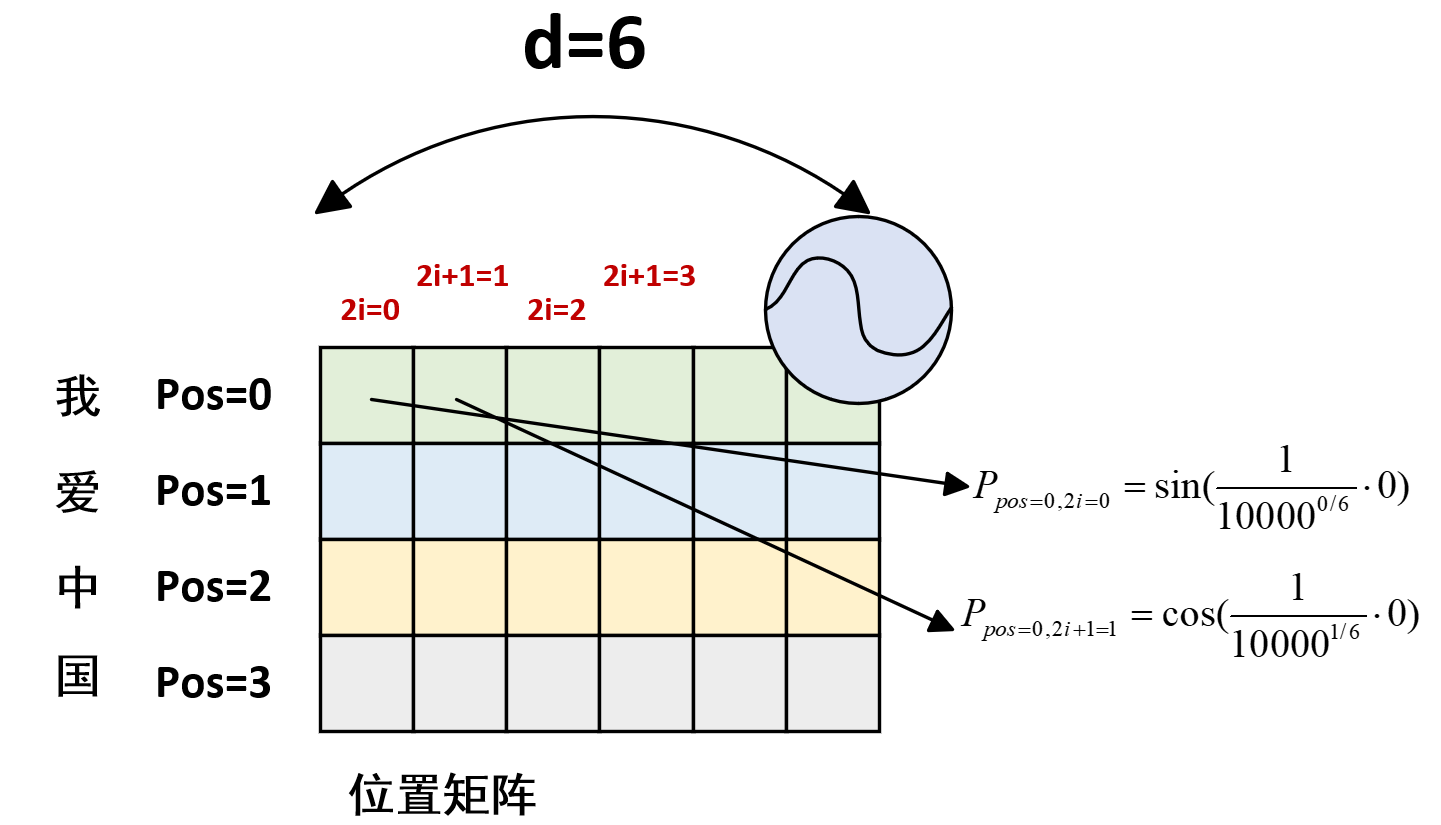 d=6
2i=0 2i+1=1 2i=2 2i+1=3
我 Pos=0
爱 Pos=1
中 Pos=2
国 Pos=3
P_{pos=0,2i=0} = sin(\frac{1}{10000^{0/6}} · 0)
P_{pos=0,2i+1=1} = cos(\frac{1}{10000^{1/6}} · 0)
位置矩阵